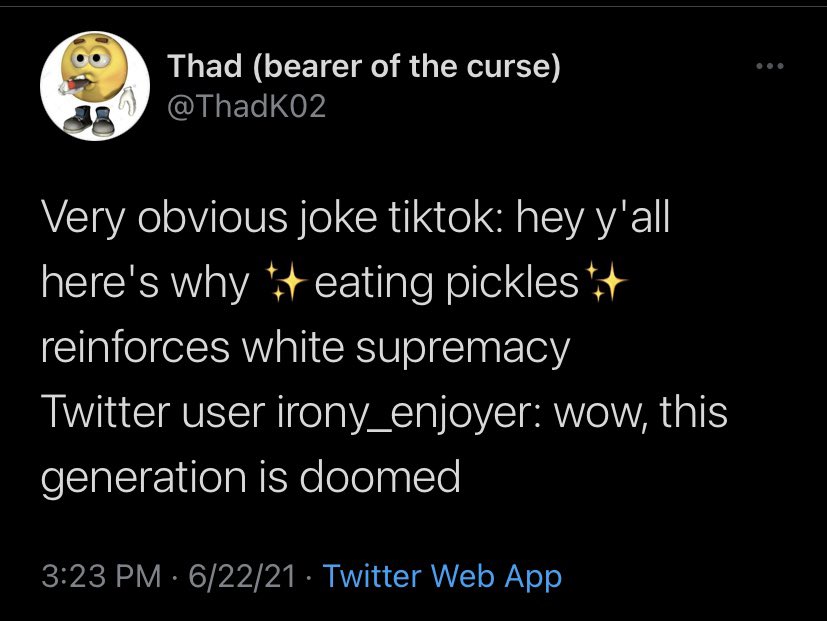 Thad (bearer of the curse)
@ThadK02
Very obvious joke tiktok: hey y'all
here's why ✨eating pickles✨
reinforces white supremacy
Twitter user irony_enjoyer: wow, this
generation is doomed
3:23 PM · 6/22/21 · Twitter Web App